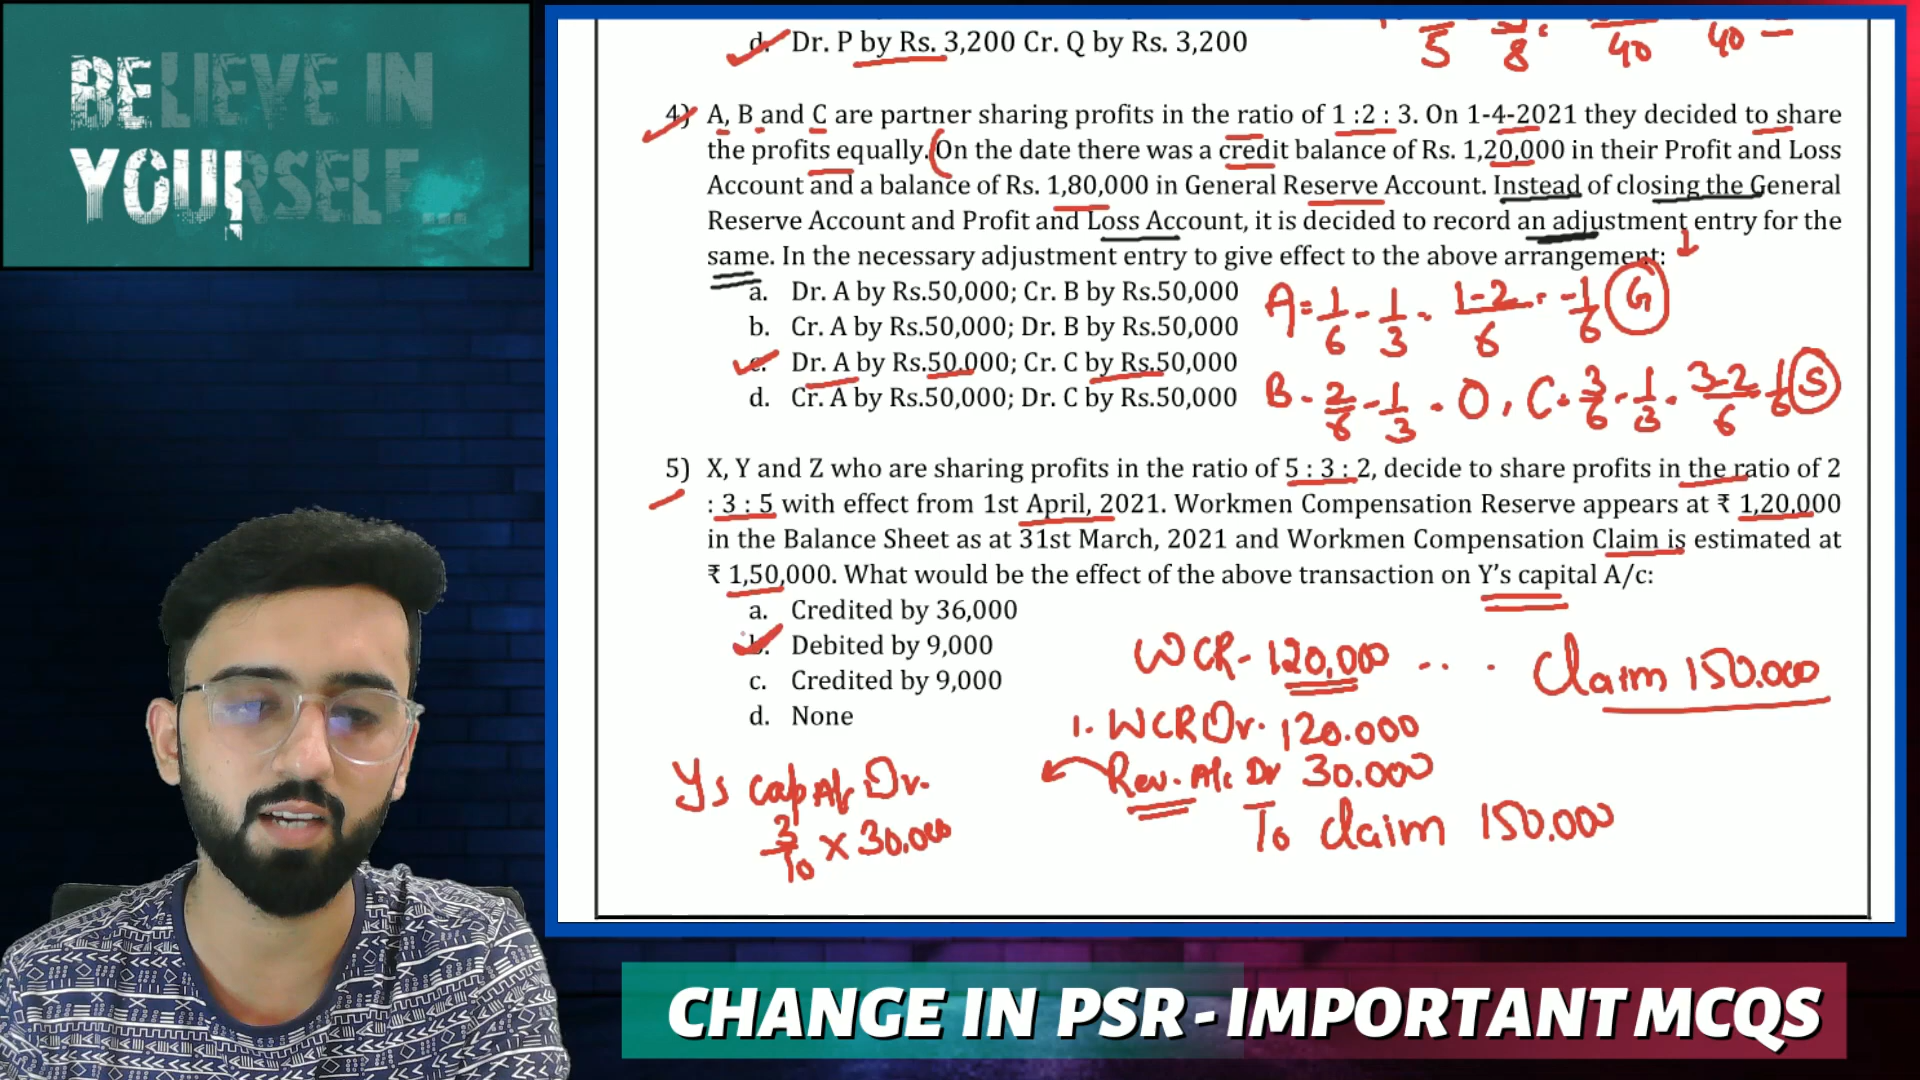 BELIEVE IN
YOURSELF...
d. Dr. P by Rs. 3,200 Cr. Q by Rs. 3,200
5 8 40 40
4) A, B and C are partner sharing profits in the ratio of 1 :2 : 3. On 1-4-2021 they decided to share
the profits equally. On the date there was a credit balance of Rs. 1,20,000 in their Profit and Loss
Account and a balance of Rs. 1,80,000 in General Reserve Account. Instead of closing the General
Reserve Account and Profit and Loss Account, it is decided to record an adjustment entry for the
same. In the necessary adjustment entry to give effect to the above arrangement:
a. Dr. A by Rs.50,000; Cr. B by Rs.50,000
b. Cr. A by Rs.50,000; Dr. B by Rs.50,000
c. Dr. A by Rs.50,000; Cr. C by Rs.50,000
d. Cr. A by Rs.50,000; Dr. C by Rs.50,000
A = 1/6 - 1/3 = 1-2/6 = -1/6 G
B - 2/6 - 1/3 = 0, C = 3/6 - 1/3 = 3-2/6 = 1/6 S
5) X, Y and Z who are sharing profits in the ratio of 5 : 3 : 2, decide to share profits in the ratio of 2
: 3 : 5 with effect from 1st April, 2021. Workmen Compensation Reserve appears at ₹ 1,20,000
in the Balance Sheet as at 31st March, 2021 and Workmen Compensation Claim is estimated at
₹ 1,50,000. What would be the effect of the above transaction on Y’s capital A/c:
a. Credited by 36,000
b. Debited by 9,000
c. Credited by 9,000
d. None
WCR - 120,000 .. . Claim 150.000
1. WCR Dr. 120.000
Rev. A/c Dr 30.000
To claim 150.000
Ys cap A/c Dr.
3/10 x 30.000
CHANGE IN PSR - IMPORTANT MCQS